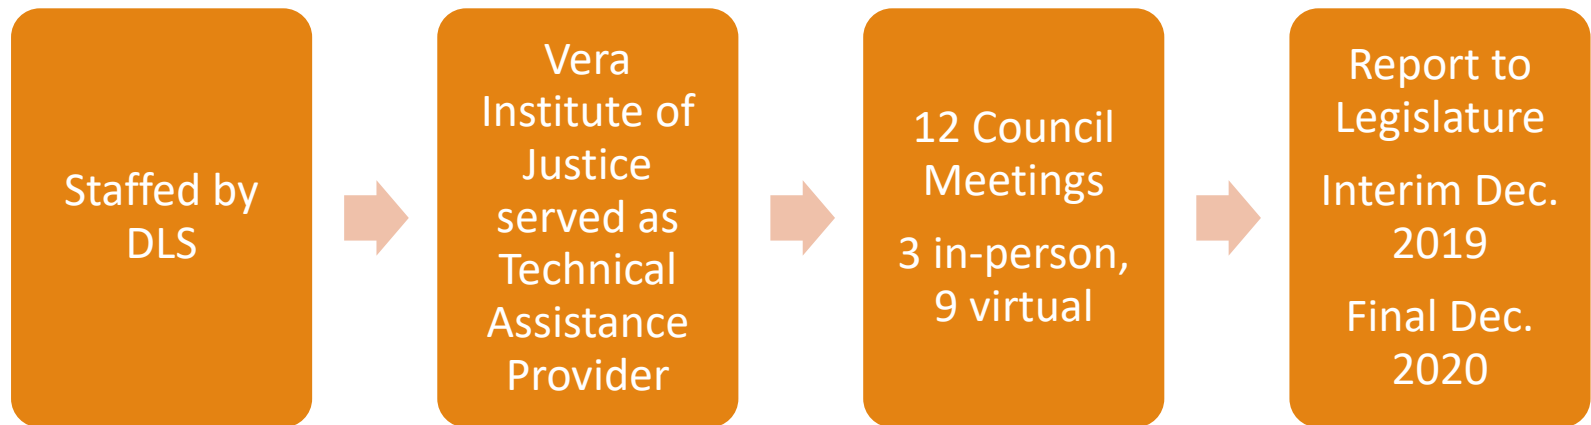 Staffed by
DLS
Vera
Institute of
Justice
served as
Technical
Assistance
Provider
12 Council
Meetings
3 in-person,
9 virtual
Report to
Legislature
Interim Dec.
2019
Final Dec.
2020